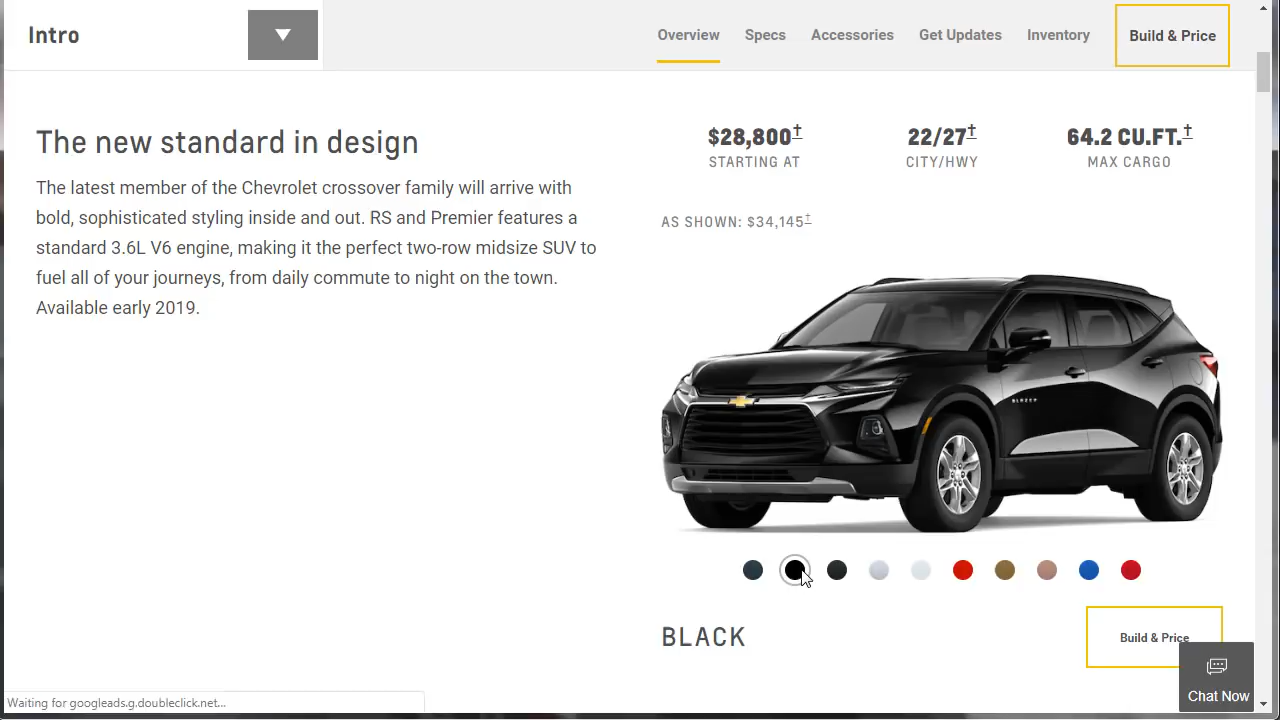 Intro
Overview
Specs
Accessories
Get Updates
Inventory
Build & Price
The new standard in design
The latest member of the Chevrolet crossover family will arrive with
bold, sophisticated styling inside and out. RS and Premier features a
standard 3.6L V6 engine, making it the perfect two-row midsize SUV to
fuel all of your journeys, from daily commute to night on the town.
Available early 2019.
$28,800†
STARTING AT
22/27†
CITY/HWY
64.2 CU.FT.†
MAX CARGO
AS SHOWN: $34,145†
BLAZER
BLACK
Build & Price
Chat Now
Waiting for googleads.g.doubleclick.net...